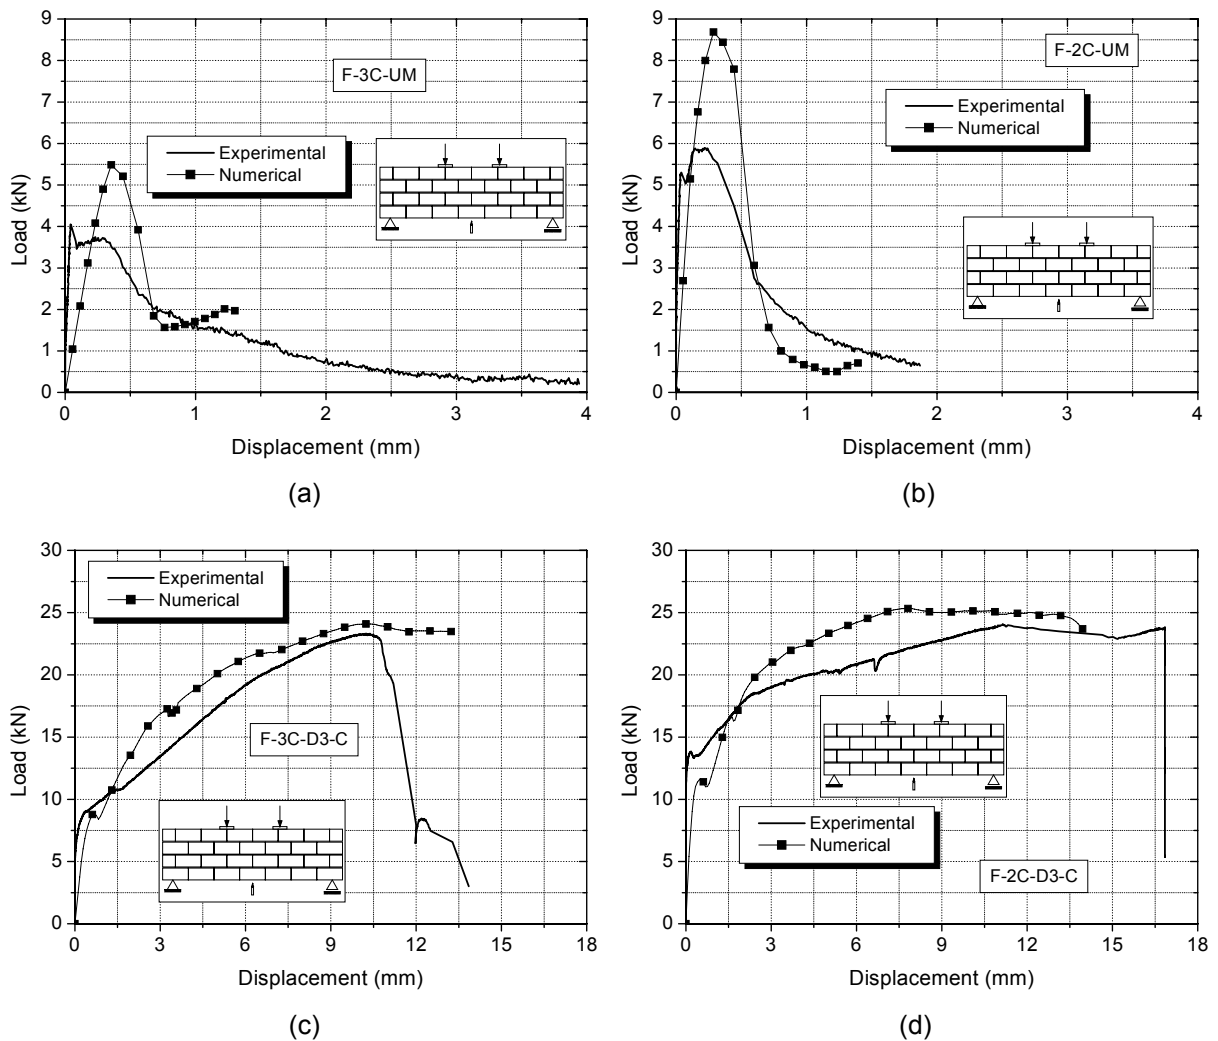 9
8
7
6
5
4
3
2
1
0
Load (kN)
F-3C-UM
Experimental
Numerical
0 1 2 3 4
Displacement (mm)
(a)
9
8
7
6
5
4
3
2
1
0
Load (kN)
F-2C-UM
Experimental
Numerical
0 1 2 3 4
Displacement (mm)
(b)
30
25
20
15
10
5
0
Load (kN)
Experimental
Numerical
F-3C-D3-C
0 3 6 9 12 15 18
Displacement (mm)
(c)
30
25
20
15
10
5
0
Load (kN)
Experimental
Numerical
F-2C-D3-C
0 3 6 9 12 15 18
Displacement (mm)
(d)